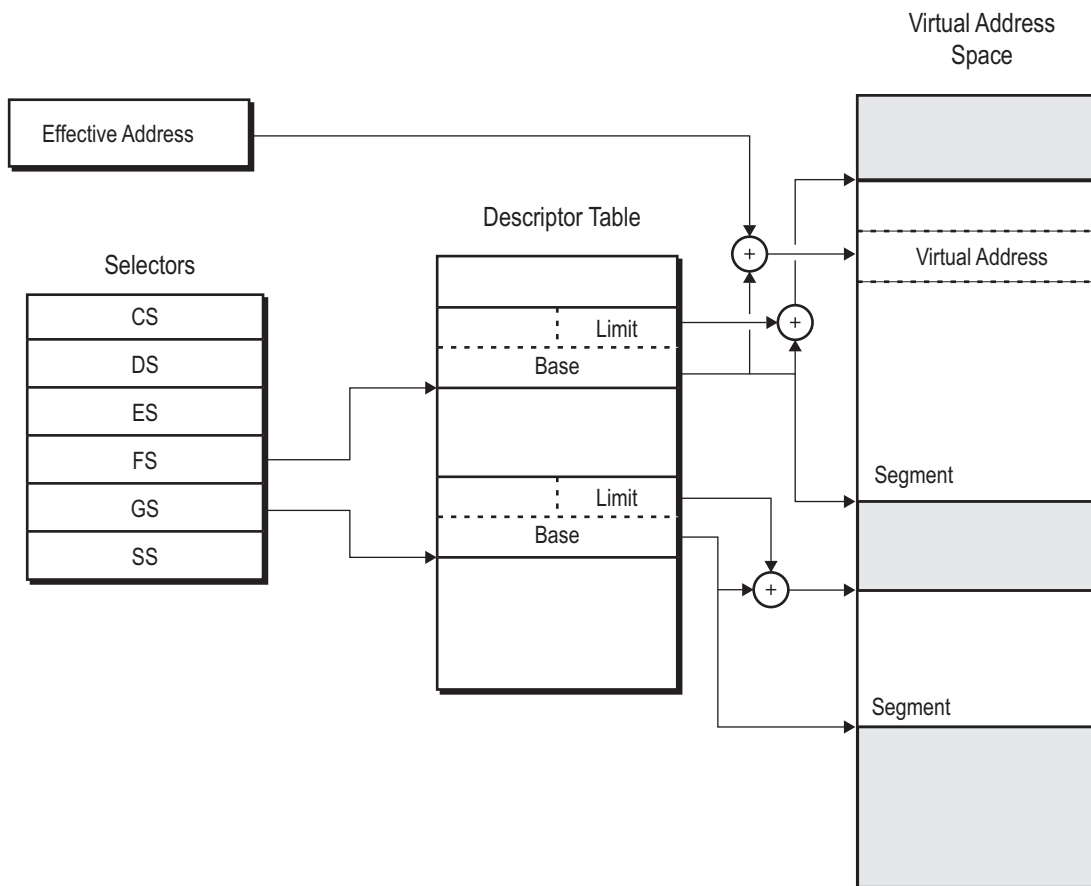 Virtual Address
Space
Effective Address
Descriptor Table
Selectors
CS
DS
ES
FS
GS
SS
Limit
Base
Limit
Base
Virtual Address
Segment
Segment
+
+
+